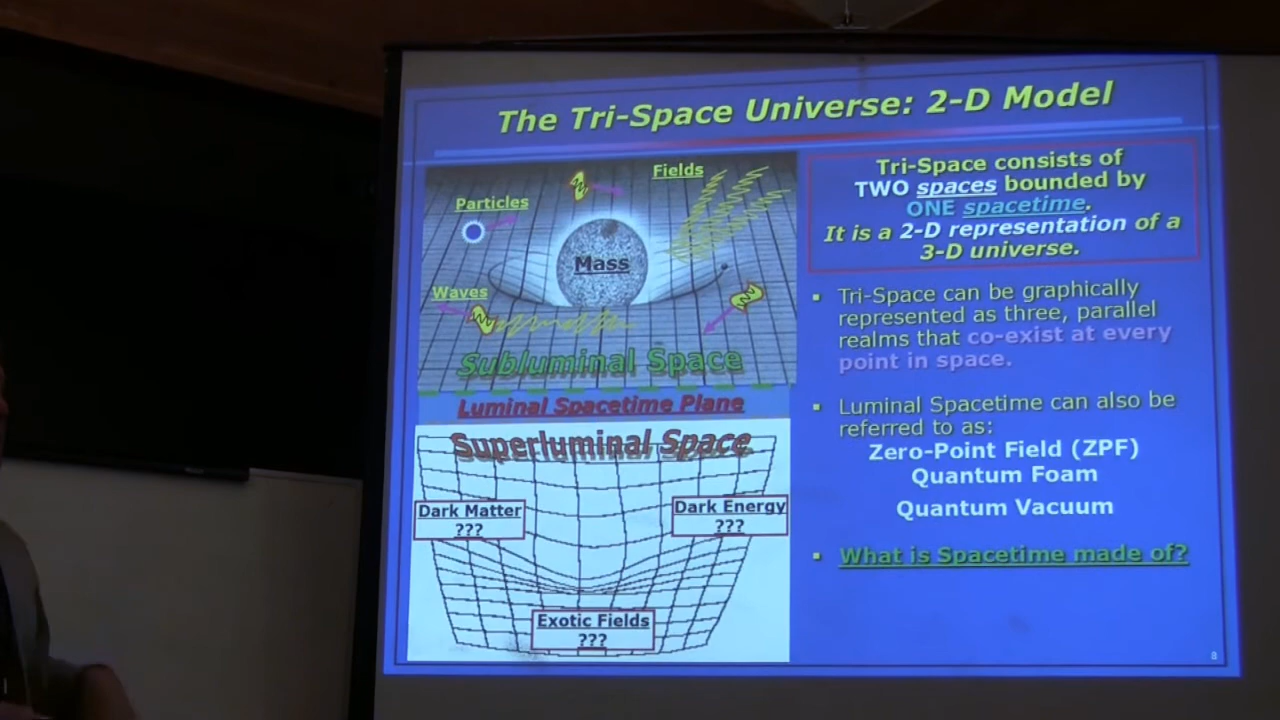 The Tri-Space Universe: 2-D Model
Fields
Particles
Mass
Waves
Subluminal Space
Luminal Spacetime Plane
Superluminal Space
Dark Matter
???
Dark Energy
???
Exotic Fields
???
Tri-Space consists of
TWO spaces bounded by
ONE spacetime.
It is a 2-D representation of a
3-D universe.
▪ Tri-Space can be graphically
represented as three, parallel
realms that co-exist at every
point in space.
▪ Luminal Spacetime can also be
referred to as:
Zero-Point Field (ZPF)
Quantum Foam
Quantum Vacuum
▪ What is Spacetime made of?
8